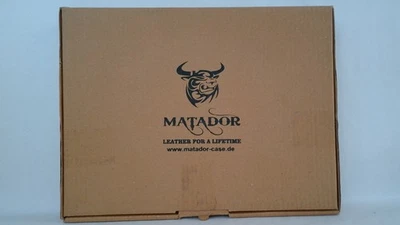 MATADOR
LEATHER FOR A LIFETIME
www.matador-case.de